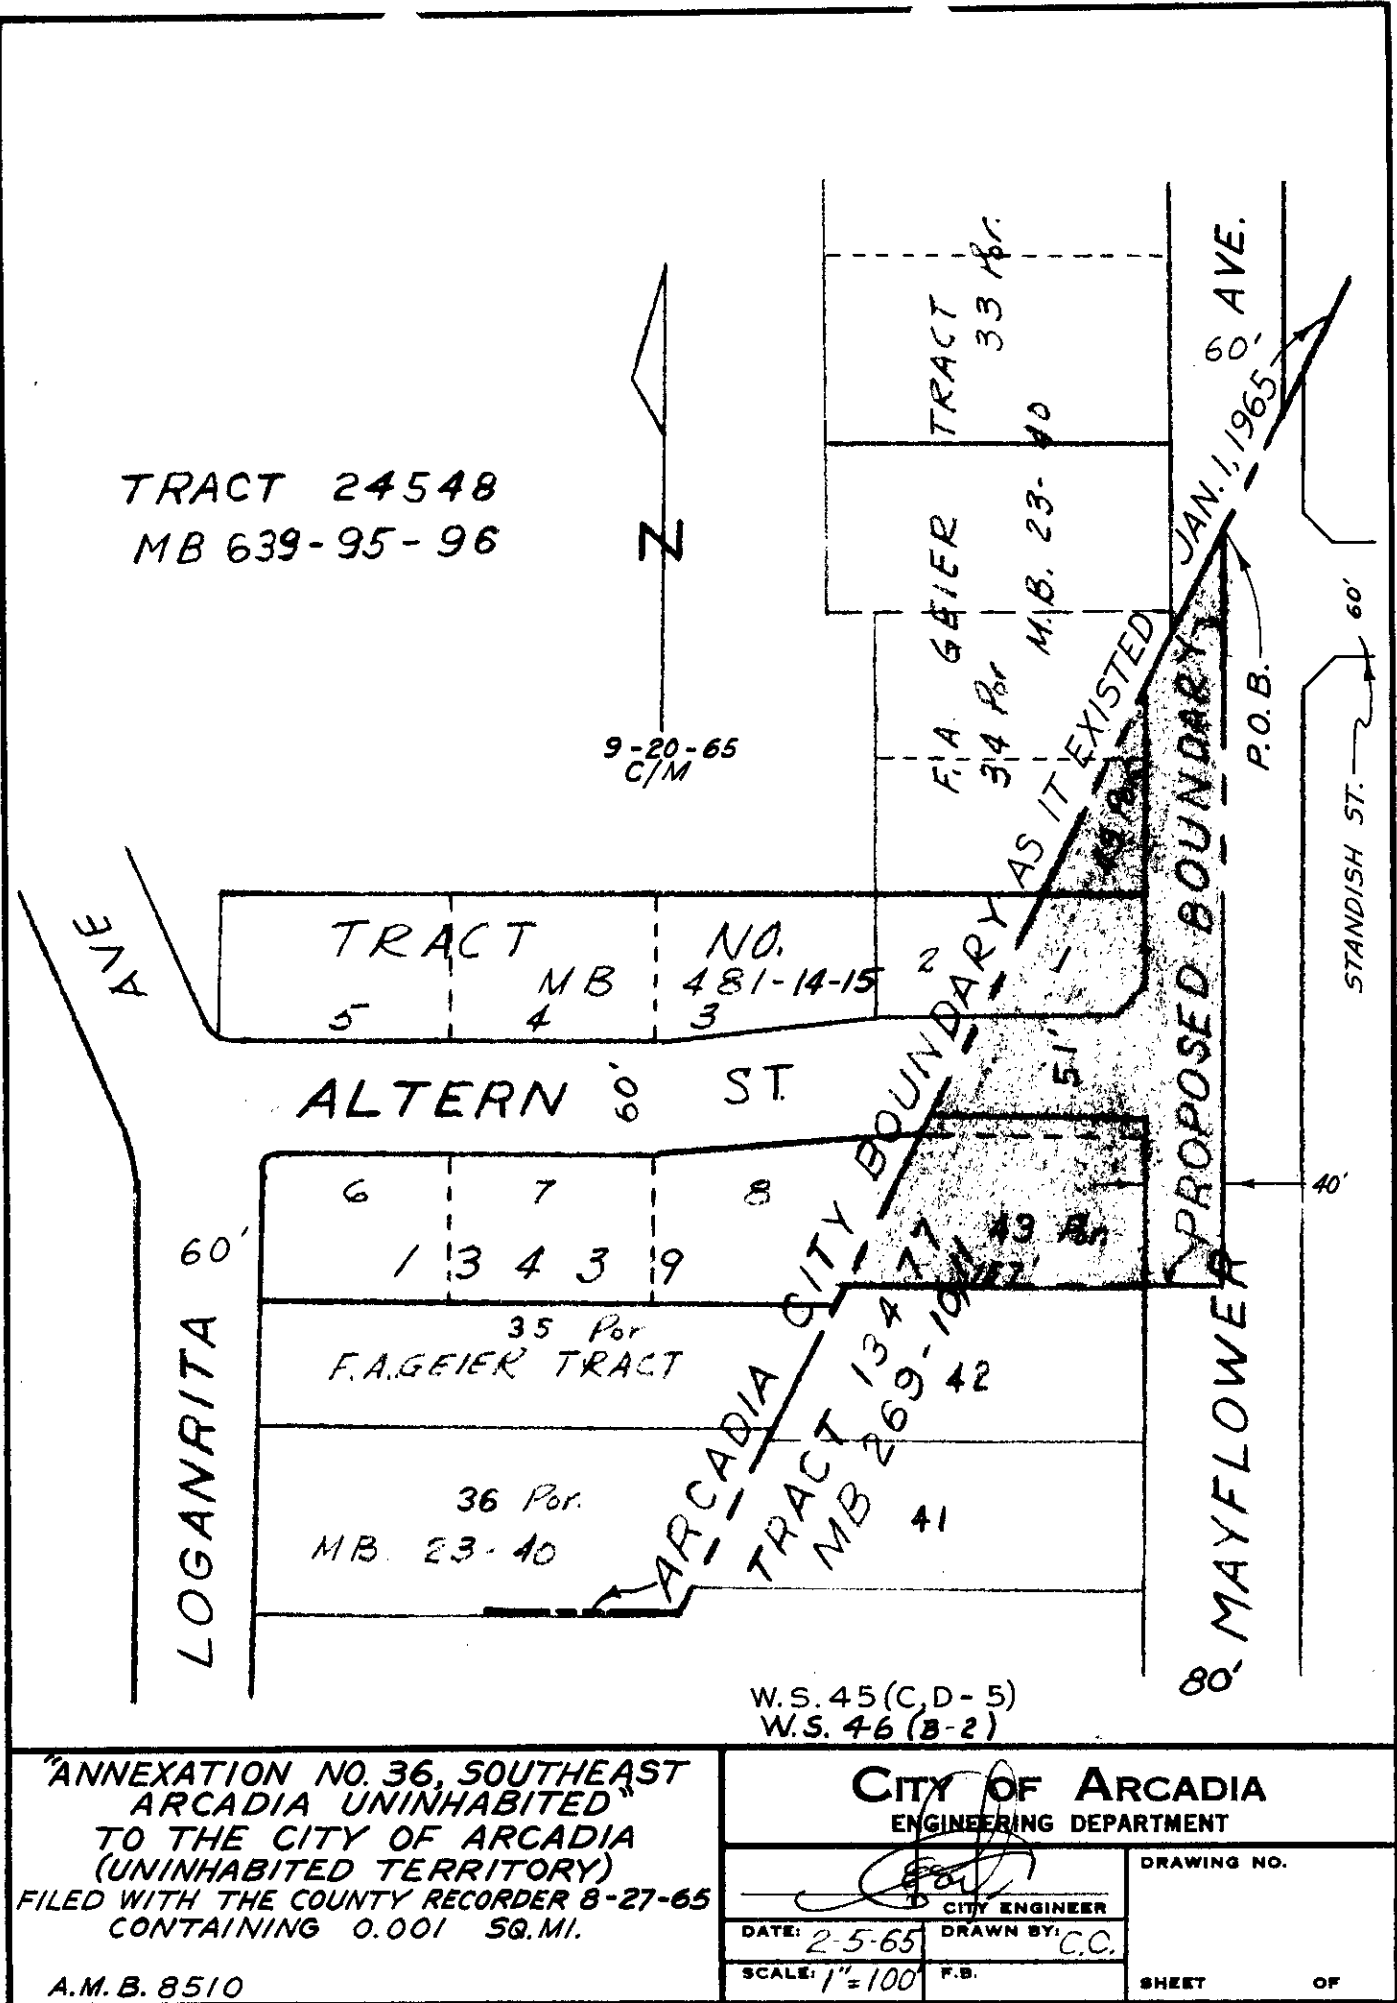 TRACT 24548
MB 639-95-96
N
9-20-65
C/M
F.A. GEIER TRACT
33 Por.
M.B. 23-40
34 Por
60' AVE.
JAN. 1, 1965
60'
P.O.B.
STANDISH ST.
ARCADIA CITY BOUNDARY AS IT EXISTED
PROPOSED BOUNDARY
AVE
TRACT NO.
MB 481-14-15
5 4 3 2 1
ALTERN 60' ST.
51'
6 7 8
13439
43 Por.
40'
60'
LOGANRITA
35 Por
F.A. GEIER TRACT
TRACT 13477
MB 269-10-11
42
36 Por.
MB. 23-40
41
80' MAYFLOWER
W.S. 45 (C,D-5)
W.S. 46 (B-2)
"ANNEXATION NO. 36, SOUTHEAST
ARCADIA UNINHABITED"
TO THE CITY OF ARCADIA
(UNINHABITED TERRITORY)
FILED WITH THE COUNTY RECORDER 8-27-65
CONTAINING 0.001 SQ.MI.
A.M.B. 8510
CITY OF ARCADIA
ENGINEERING DEPARTMENT
CITY ENGINEER
DATE: 2-5-65
DRAWN BY: C.C.
SCALE: 1"=100'
F.B.
DRAWING NO.
SHEET OF